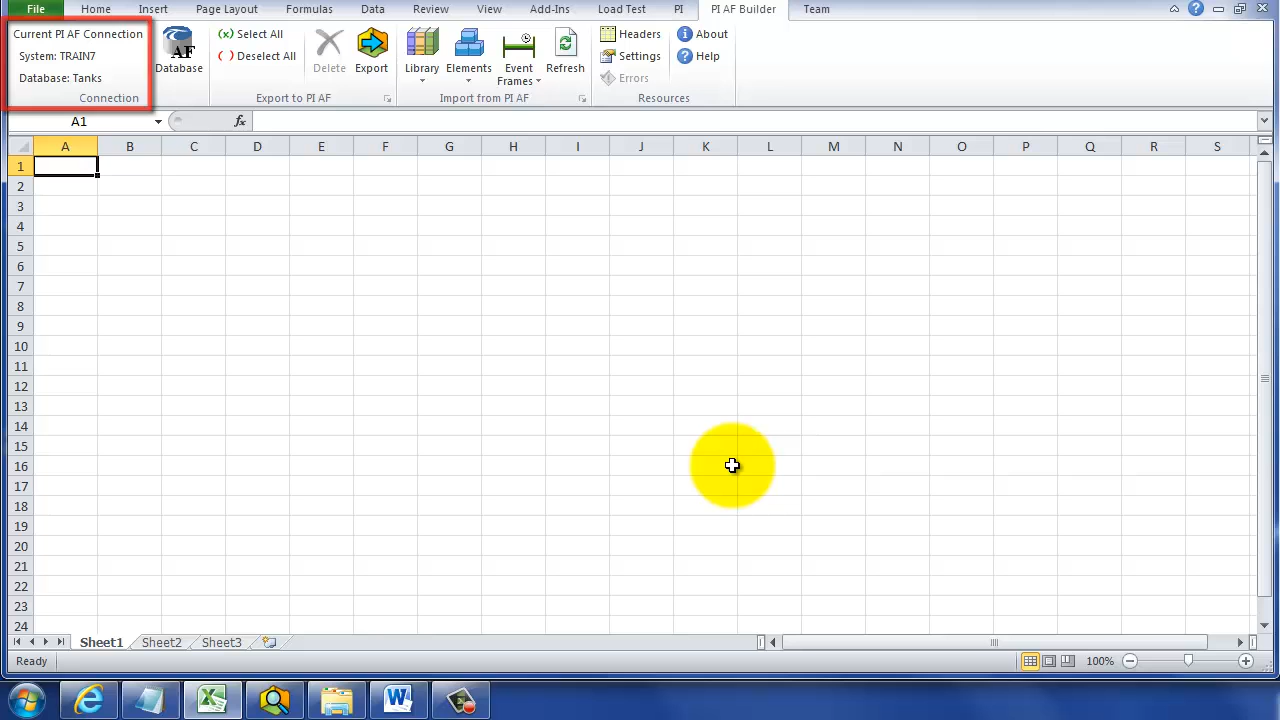 File Home Insert Page Layout Formulas Data Review View Add-Ins Load Test PI PI AF Builder Team
Current PI AF Connection
System: TRAIN7
Database: Tanks
Connection
AF
Database
(x) Select All
( ) Deselect All
Delete
Export
Export to PI AF
Library
Elements
Event
Frames
Refresh
Import from PI AF
Headers
Settings
Errors
About
Help
Resources
A1 fx
A B C D E F G H I J K L M N O P Q R S
1
2
3
4
5
6
7
8
9
10
11
12
13
14
15
16
17
18
19
20
21
22
23
24
Sheet1 Sheet2 Sheet3
Ready 100%